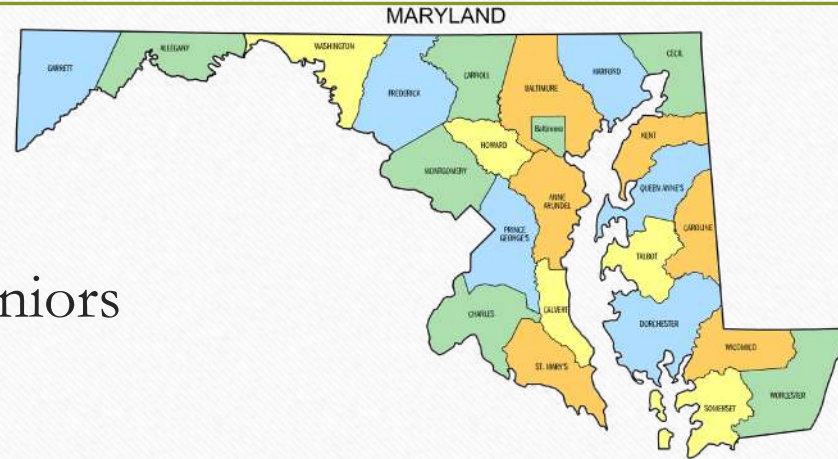 MARYLAND
GARRETT
ALLEGANY
WASHINGTON
FREDERICK
CARROLL
BALTIMORE
HARFORD
CECIL
Baltimore
KENT
HOWARD
MONTGOMERY
QUEEN ANNE'S
ANNE
ARUNDEL
PRINCE
GEORGE'S
CAROLINE
TALBOT
niors
CHARLES
CALVERT
DORCHESTER
ST. MARY'S
WICOMICO
WORCESTER
SOMERSET